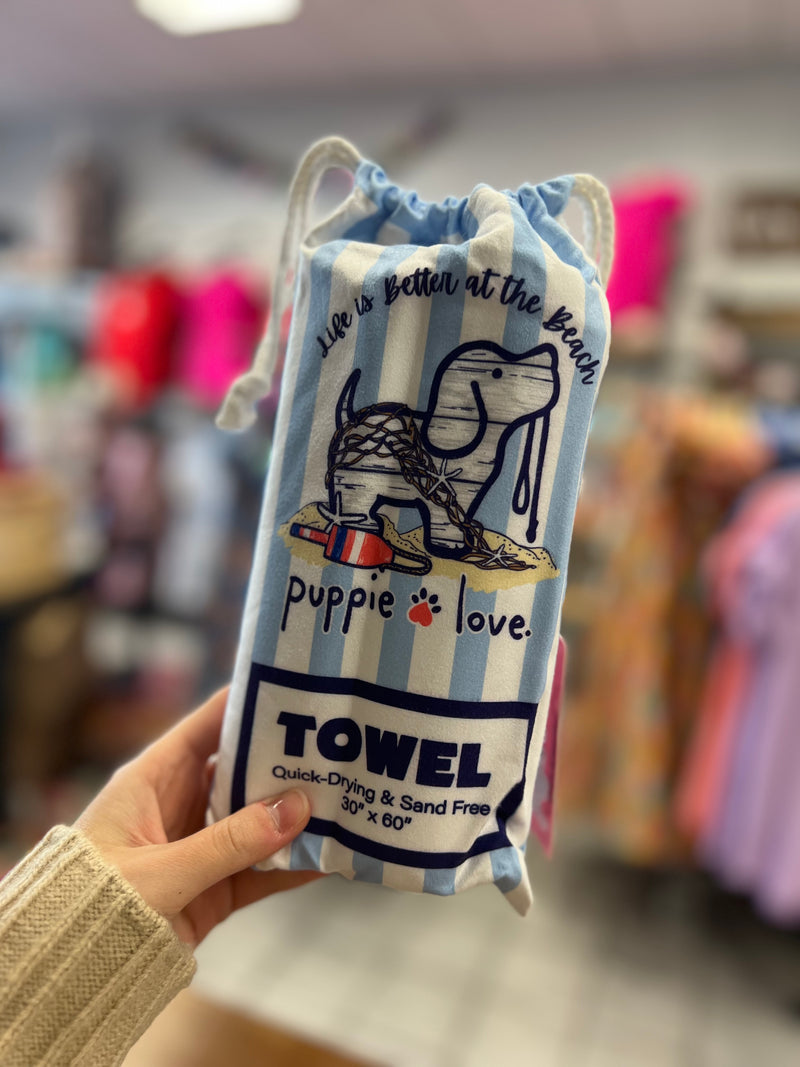 Life is Better at the Beach
puppie love.
TOWEL
Quick-Drying & Sand Free
30" x 60"